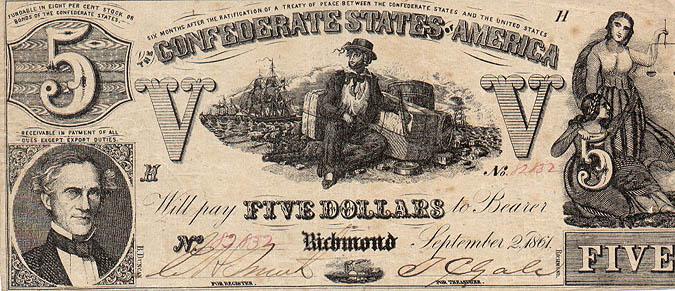 FUNDABLE IN EIGHT PER CENT STOCK OR
BONDS OF THE CONFEDERATE STATES,
SIX MONTHS AFTER THE RATIFICATION OF A TREATY OF PEACE BETWEEN THE CONFEDERATE STATES AND THE UNITED STATES
H
THE CONFEDERATE STATES OF AMERICA
5
V
V
RECEIVABLE IN PAYMENT OF ALL
DUES EXCEPT EXPORT DUTIES.
H
No.
5
Will pay FIVE DOLLARS to Bearer
No.
Richmond September 2, 1861.
FOR REGISTER.
FOR TREASURER.
FIVE